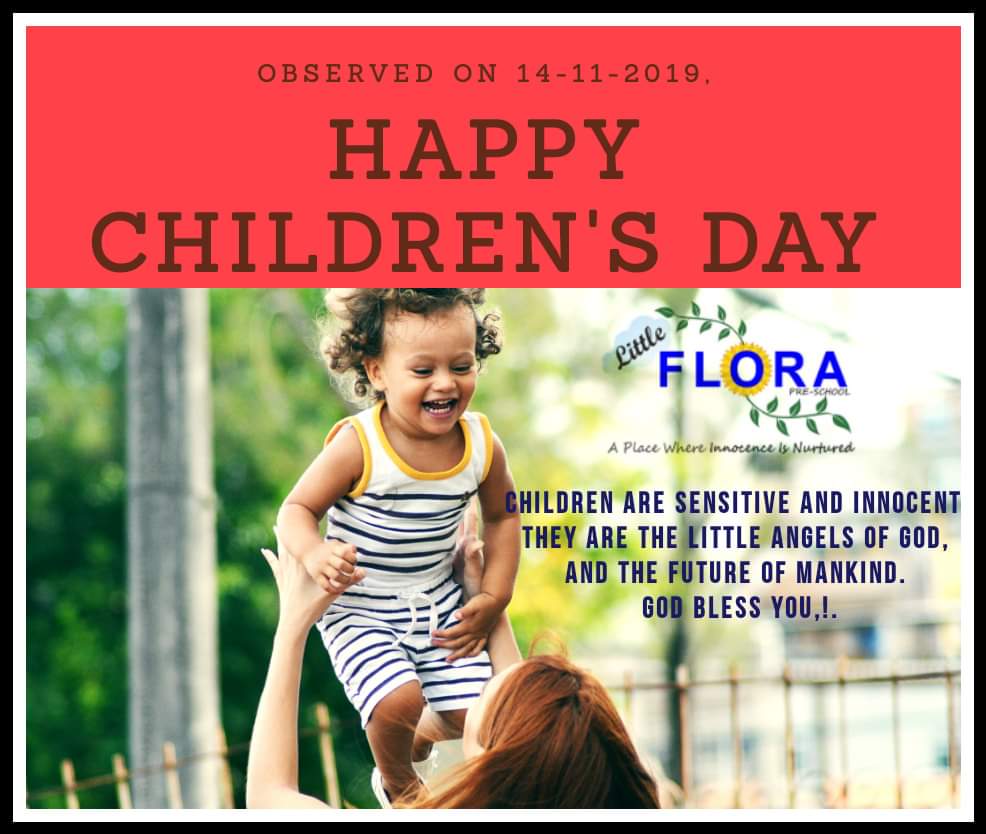 OBSERVED ON 14-11-2019,
HAPPY
CHILDREN'S DAY
Little
FLORA
PRE-SCHOOL
A Place Where Innocence Is Nurtured
CHILDREN ARE SENSITIVE AND INNOCENT
THEY ARE THE LITTLE ANGELS OF GOD,
AND THE FUTURE OF MANKIND.
GOD BLESS YOU,!.